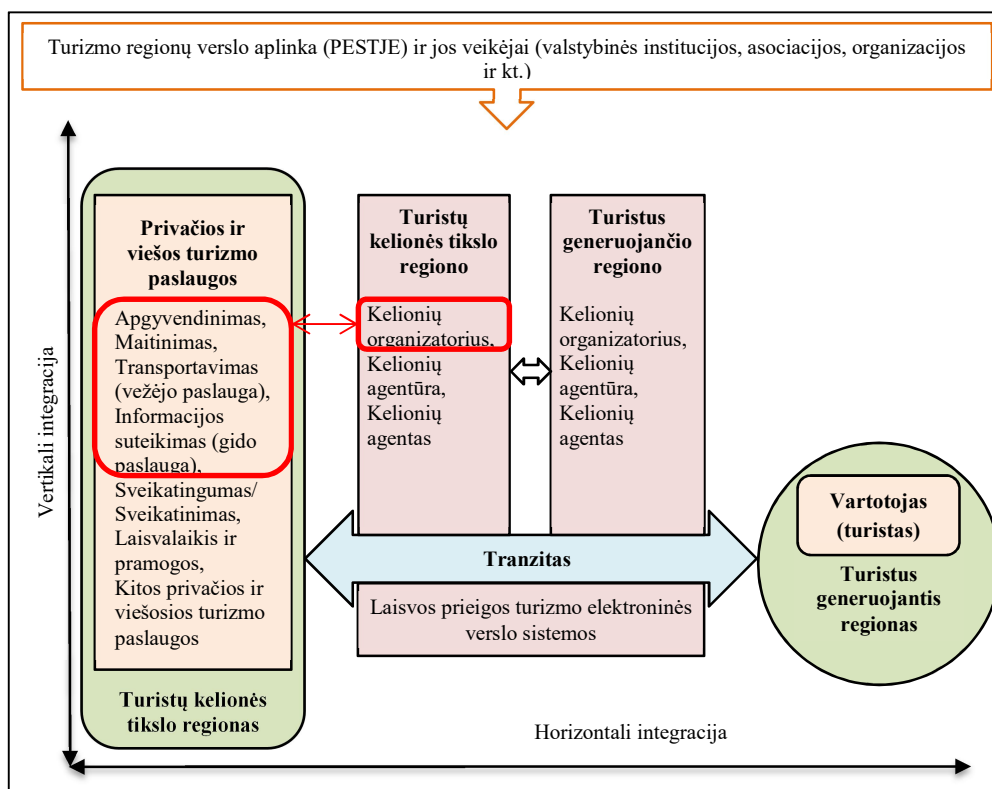 Turizmo regionų verslo aplinka (PESTJE) ir jos veikėjai (valstybinės institucijos, asociacijos, organizacijos
ir kt.)
Vertikali integracija
Privačios ir
viešos turizmo
paslaugos
Apgyvendinimas,
Maitinimas,
Transportavimas
(vežėjo paslauga),
Informacijos
suteikimas (gido
paslauga),
Sveikatingumas/
Sveikatinimas,
Laisvalaikis ir
pramogos,
Kitos privačios ir
viešosios turizmo
paslaugos
Turistų kelionės
tikslo regionas
Turistų
kelionės tikslo
regiono
Kelionių
organizatorius,
Kelionių
agentūra,
Kelionių
agentas
Turistus
generuojančio
regiono
Kelionių
organizatorius,
Kelionių
agentūra,
Kelionių
agentas
Tranzitas
Laisvos prieigos turizmo elektroninės
verslo sistemos
Vartotojas
(turistas)
Turistus
generuojantis
regionas
Horizontali integracija